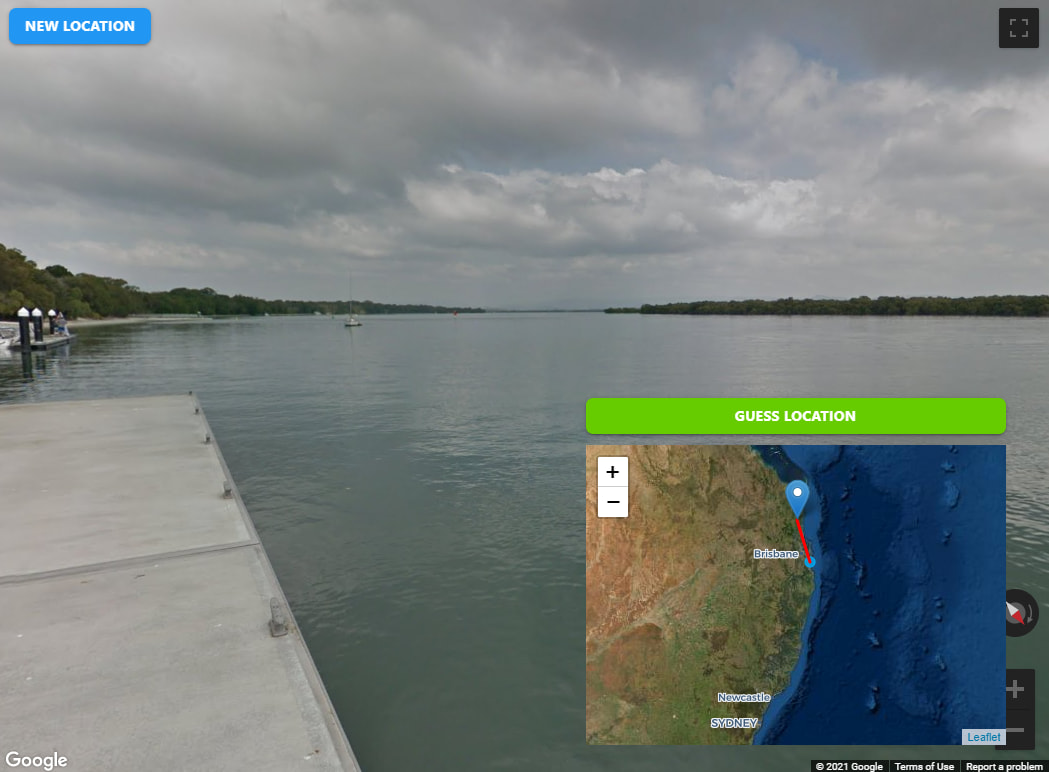 NEW LOCATION
GUESS LOCATION
+
−
Brisbane
Newcastle
SYDNEY
Leaflet
+
−
Google
© 2021 Google Terms of Use Report a problem